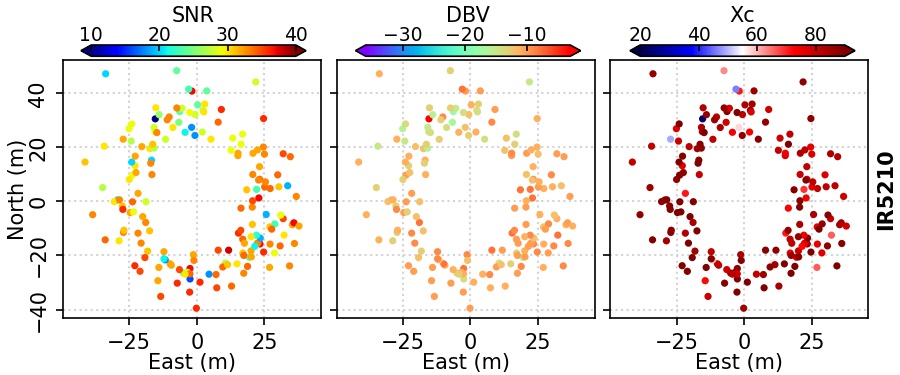 SNR DBV Xc
10 20 30 40 −30 −20 −10 20 40 60 80
North (m)
40
20
0
−20
−40
IR5210
−25 0 25 −25 0 25 −25 0 25
East (m) East (m) East (m)